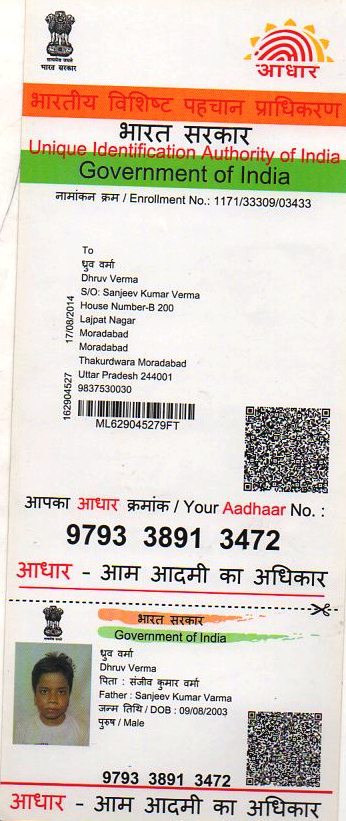 सत्यमेव जयते
भारत सरकार
आधार
भारतीय विशिष्ट पहचान प्राधिकरण
भारत सरकार
Unique Identification Authority of India
Government of India
नामांकन क्रम / Enrollment No.: 1171/33309/03433
To
ध्रुव वर्मा
Dhruv Verma
S/O: Sanjeev Kumar Verma
House Number-B 200
Lajpat Nagar
Moradabad
Moradabad
Thakurdwara Moradabad
Uttar Pradesh 244001
9837530030
162904527 17/08/2014
ML629045279FT
आपका आधार क्रमांक / Your Aadhaar No. :
9793 3891 3472
आधार - आम आदमी का अधिकार
भारत सरकार
Government of India
ध्रुव वर्मा
Dhruv Verma
पिता : संजीव कुमार वर्मा
Father : Sanjeev Kumar Varma
जन्म तिथि / DOB : 09/08/2003
पुरुष / Male
9793 3891 3472
आधार - आम आदमी का अधिकार